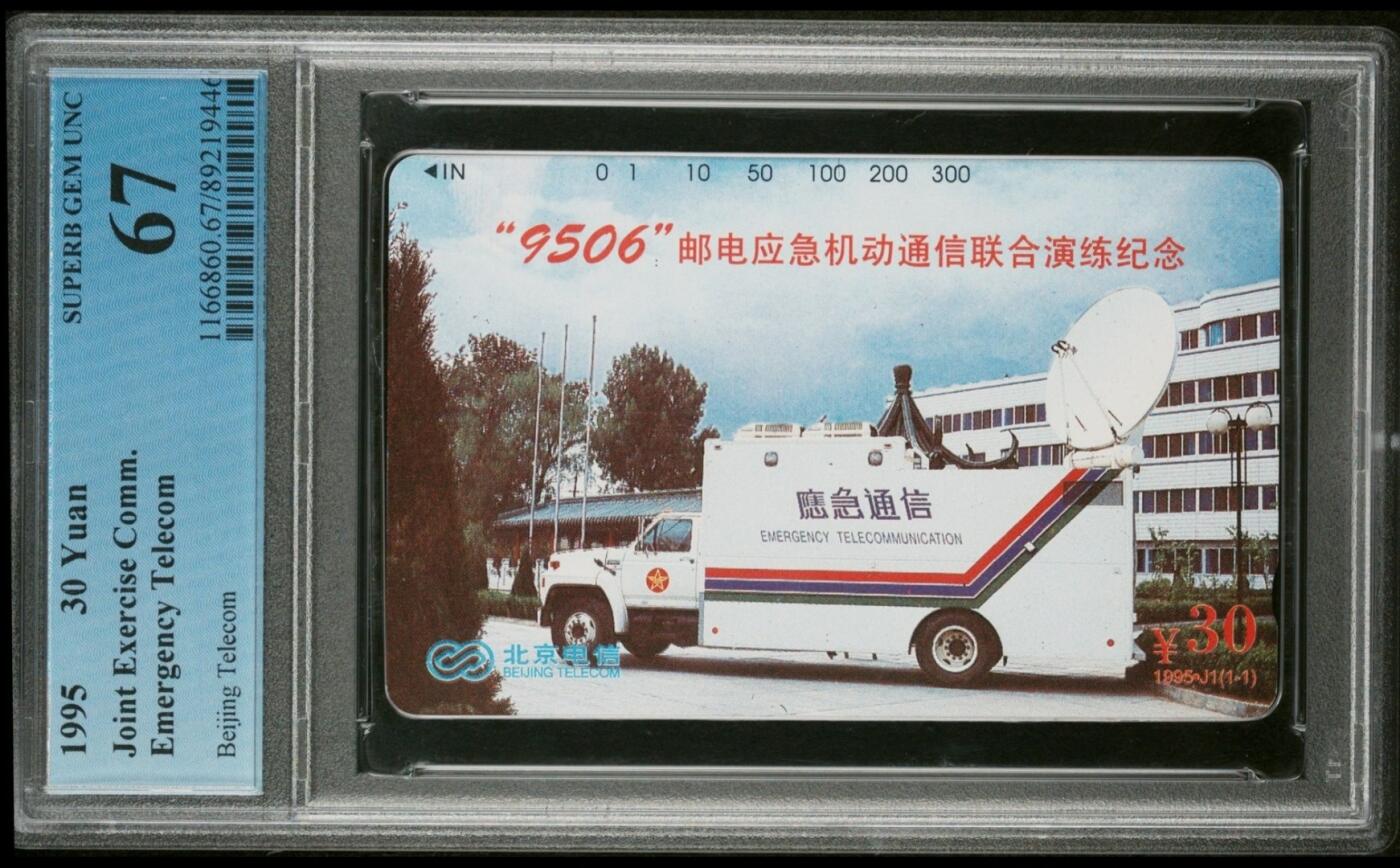 SUPERB GEM UNC
67
1166860.67/89219446
1995 30 Yuan
Joint Exercise Comm.
Emergency Telecom
Beijing Telecom
◀IN 0 1 10 50 100 200 300
“9506”邮电应急机动通信联合演练纪念
應急通信
EMERGENCY TELECOMMUNICATION
北京电信
BEIJING TELECOM
¥30
1995-J1(1-1)